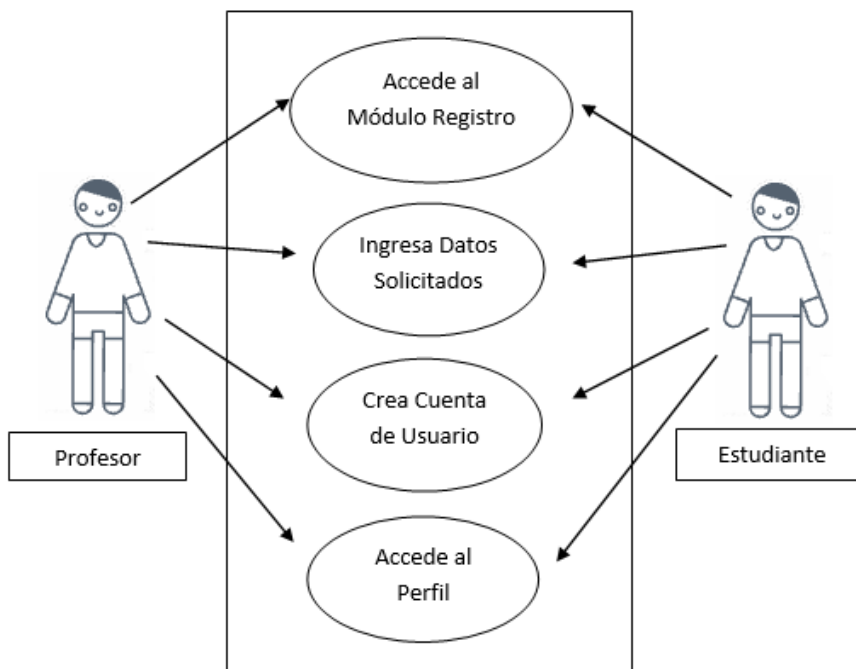 Accede al
Módulo Registro
Ingresa Datos
Solicitados
Crea Cuenta
de Usuario
Profesor
Estudiante
Accede al
Perfil